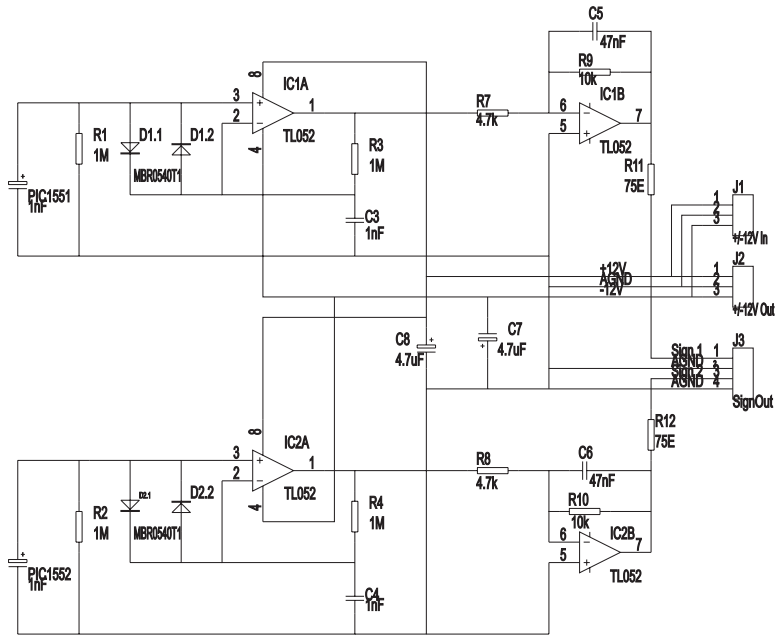 C5
47nF
R9
10k
8
IC1A
3
2
1
TL052
4
R1
1M
D1.1
D1.2
MBR0540T1
R7
4.7k
6
5
IC1B
7
TL052
R3
1M
R11
75E
PIC1551
1nF
C3
1nF
J1
1
2
3
+/-12V In
+12V
AGND
-12V
J2
1
2
3
+/-12V Out
C8
4.7uF
C7
4.7uF
J3
Sign 1
AGND
Sign 2
AGND
1
2
3
4
SignOut
8
IC2A
3
2
1
TL052
4
R12
75E
R8
4.7k
C6
47nF
R10
10k
R2
1M
D2.1
D2.2
MBR0540T1
R4
1M
6
5
IC2B
7
TL052
PIC1552
1nF
C4
1nF